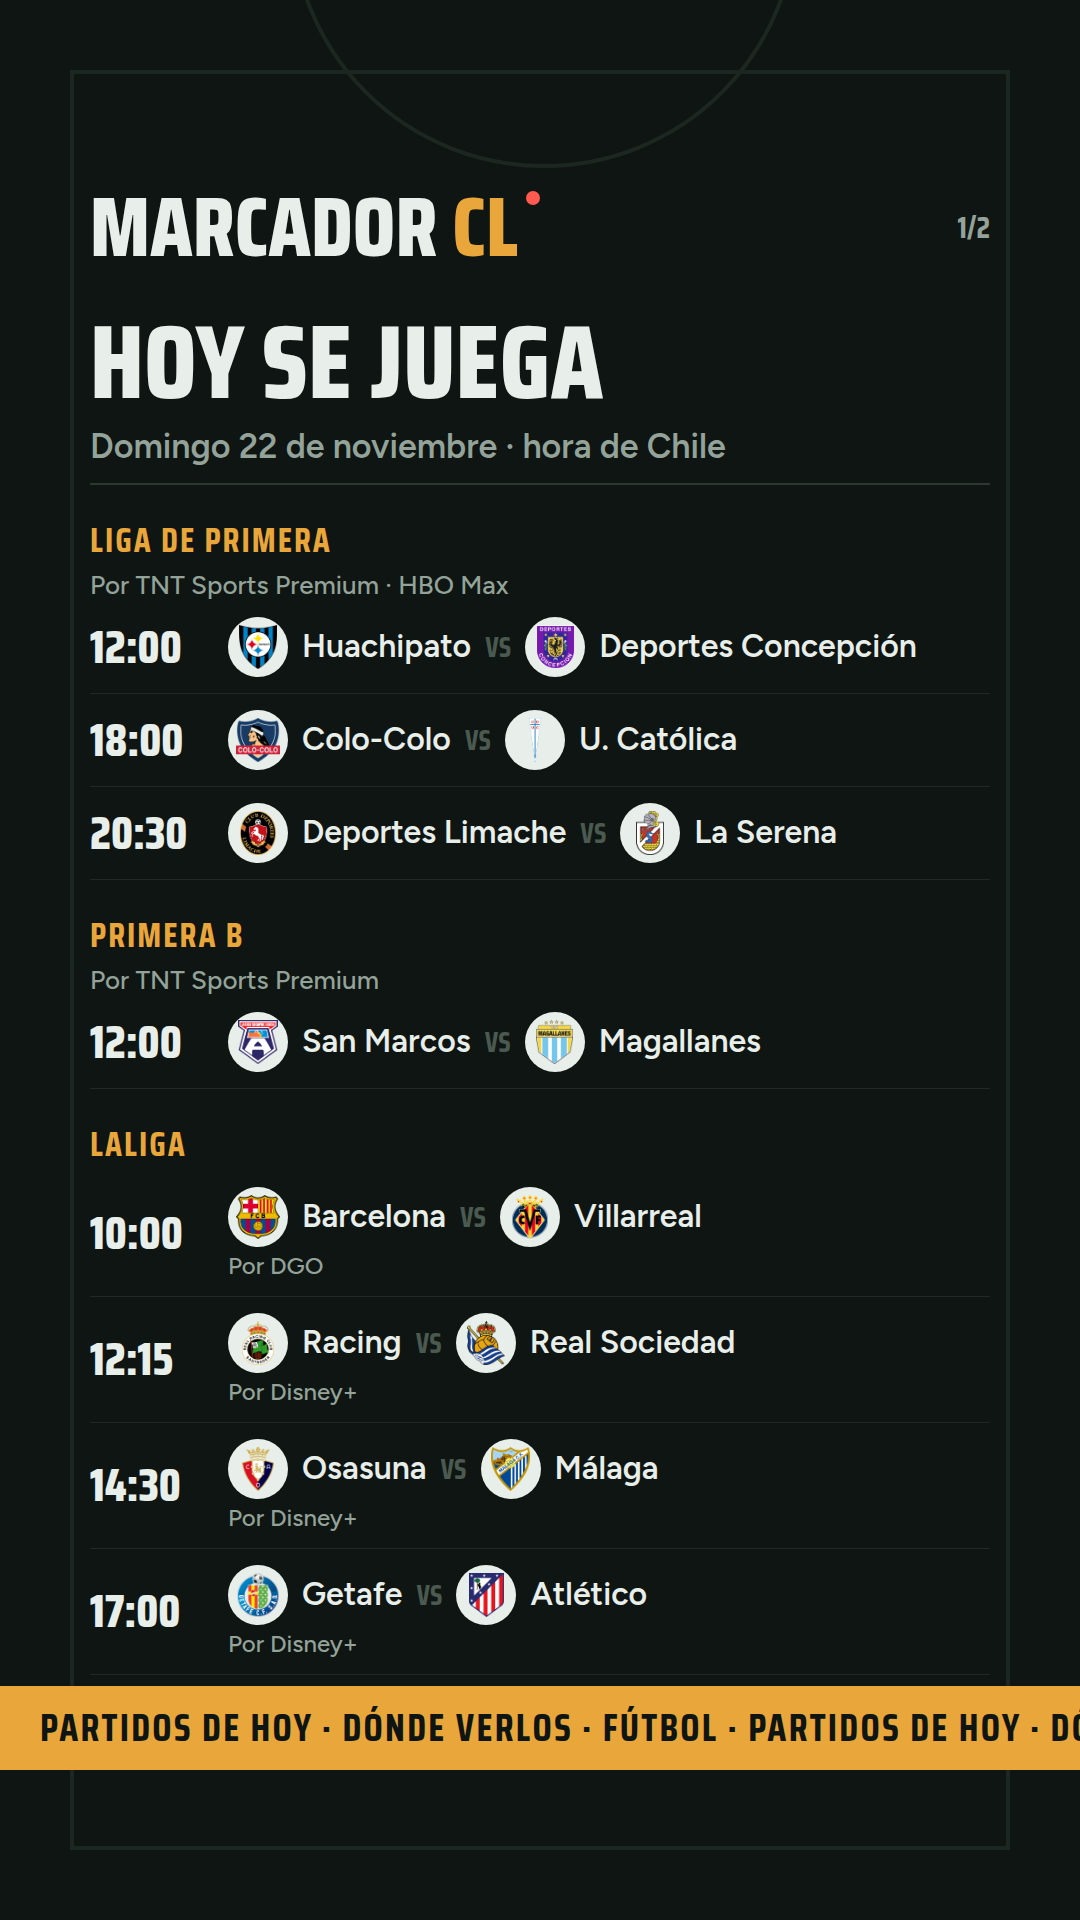 MARCADOR CL
1/2
HOY SE JUEGA
Domingo 22 de noviembre · hora de Chile
LIGA DE PRIMERA
Por TNT Sports Premium · HBO Max
12:00 Huachipato VS Deportes Concepción
18:00 Colo-Colo VS U. Católica
20:30 Deportes Limache VS La Serena
PRIMERA B
Por TNT Sports Premium
12:00 San Marcos VS Magallanes
LALIGA
10:00 Barcelona VS Villarreal
Por DGO
12:15 Racing VS Real Sociedad
Por Disney+
14:30 Osasuna VS Málaga
Por Disney+
17:00 Getafe VS Atlético
Por Disney+
PARTIDOS DE HOY · DÓNDE VERLOS · FÚTBOL · PARTIDOS DE HOY · DÓ